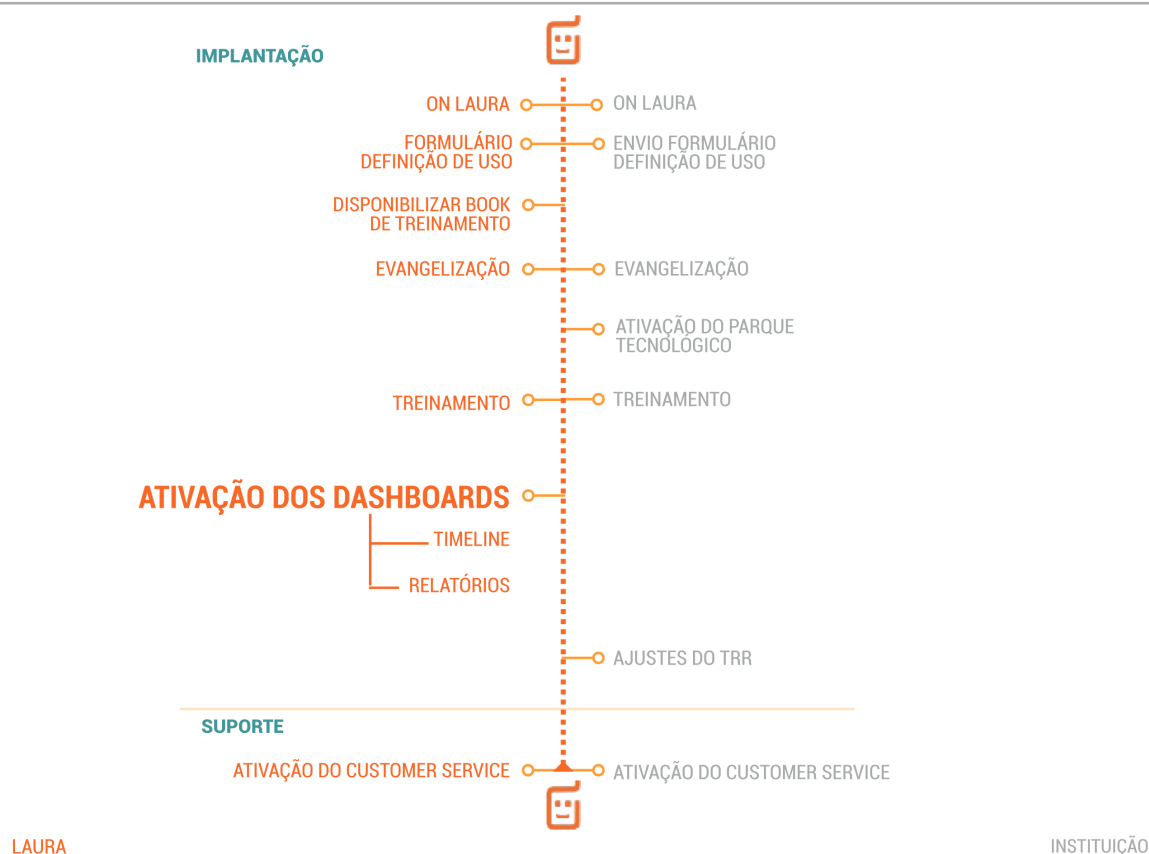 IMPLANTAÇÃO
ON LAURA
ON LAURA
FORMULÁRIO
DEFINIÇÃO DE USO
ENVIO FORMULÁRIO
DEFINIÇÃO DE USO
DISPONIBILIZAR BOOK
DE TREINAMENTO
EVANGELIZAÇÃO
EVANGELIZAÇÃO
ATIVAÇÃO DO PARQUE
TECNOLÓGICO
TREINAMENTO
TREINAMENTO
ATIVAÇÃO DOS DASHBOARDS
TIMELINE
RELATÓRIOS
AJUSTES DO TRR
SUPORTE
ATIVAÇÃO DO CUSTOMER SERVICE
ATIVAÇÃO DO CUSTOMER SERVICE
LAURA
INSTITUIÇÃO